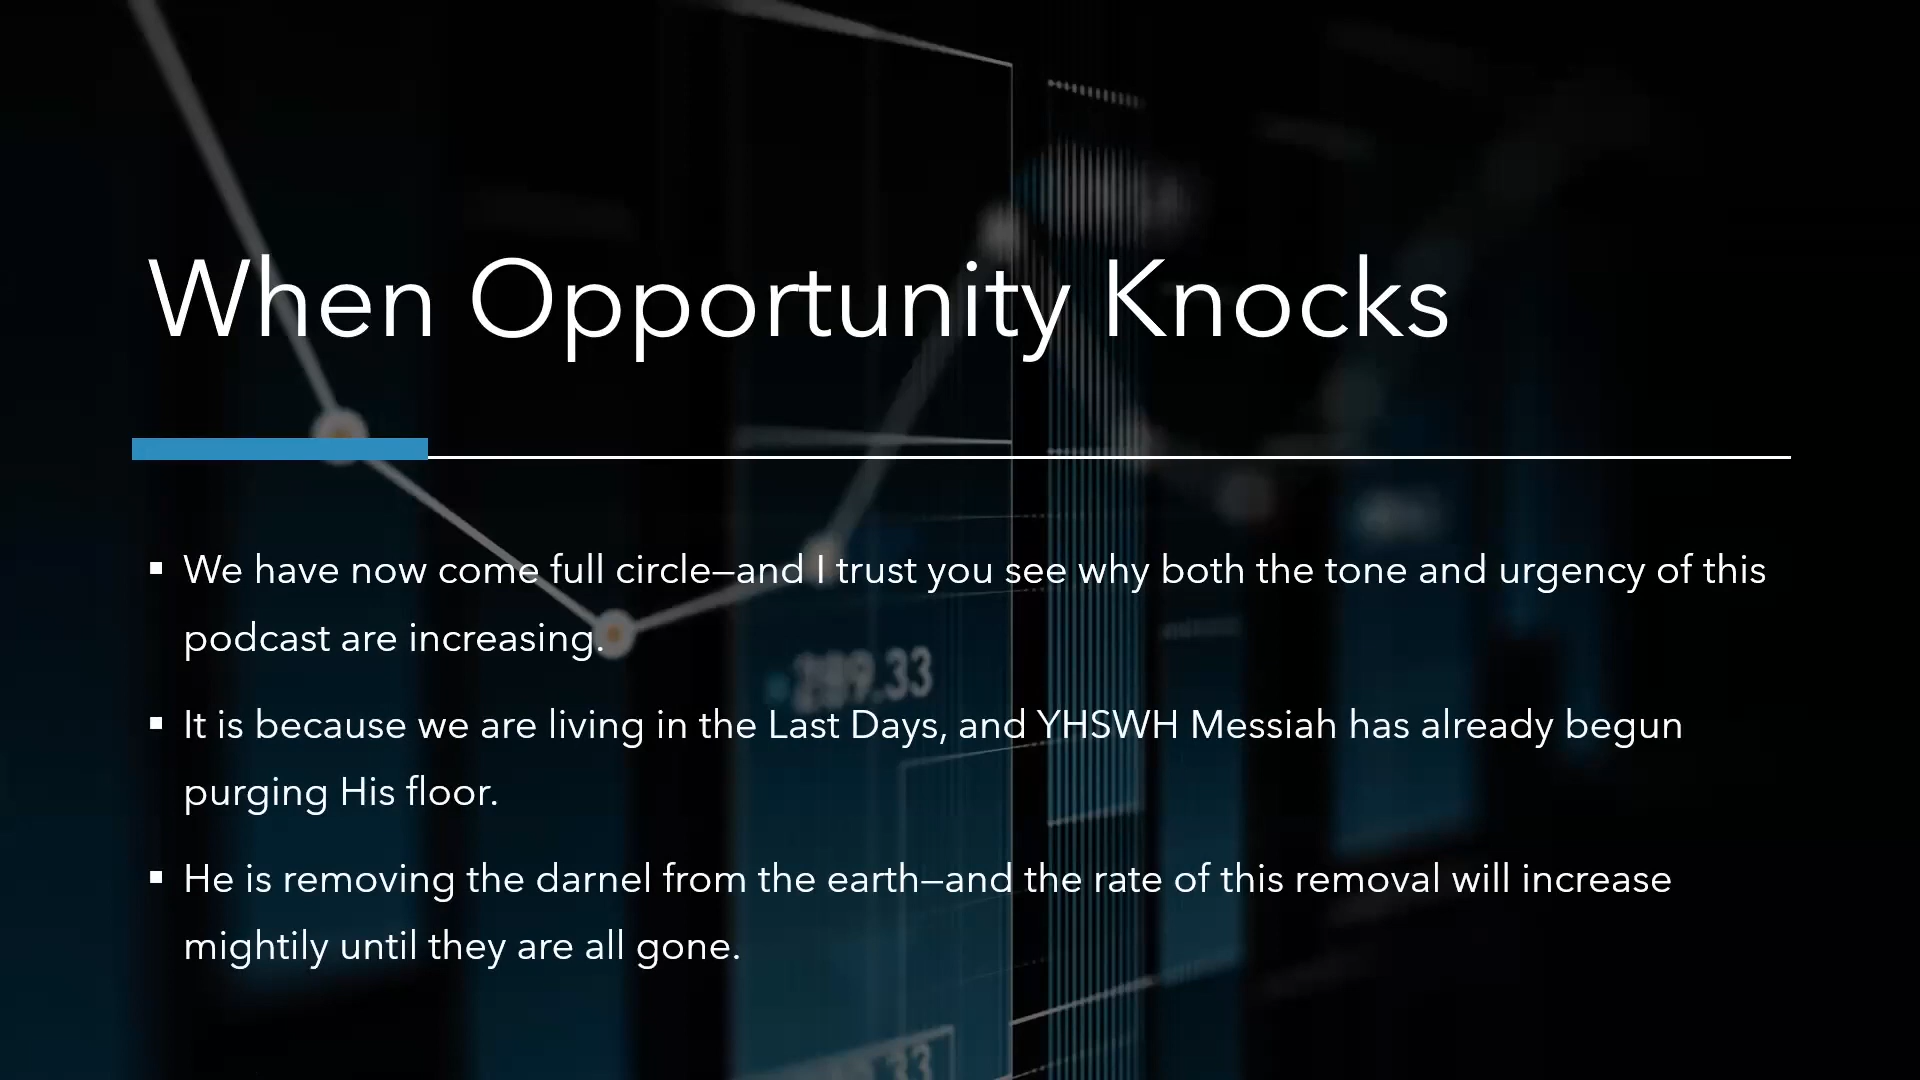 When Opportunity Knocks
▪ We have now come full circle—and I trust you see why both the tone and urgency of this
podcast are increasing.
289.33
▪ It is because we are living in the Last Days, and YHSWH Messiah has already begun
purging His floor.
▪ He is removing the darnel from the earth—and the rate of this removal will increase
mightily until they are all gone.